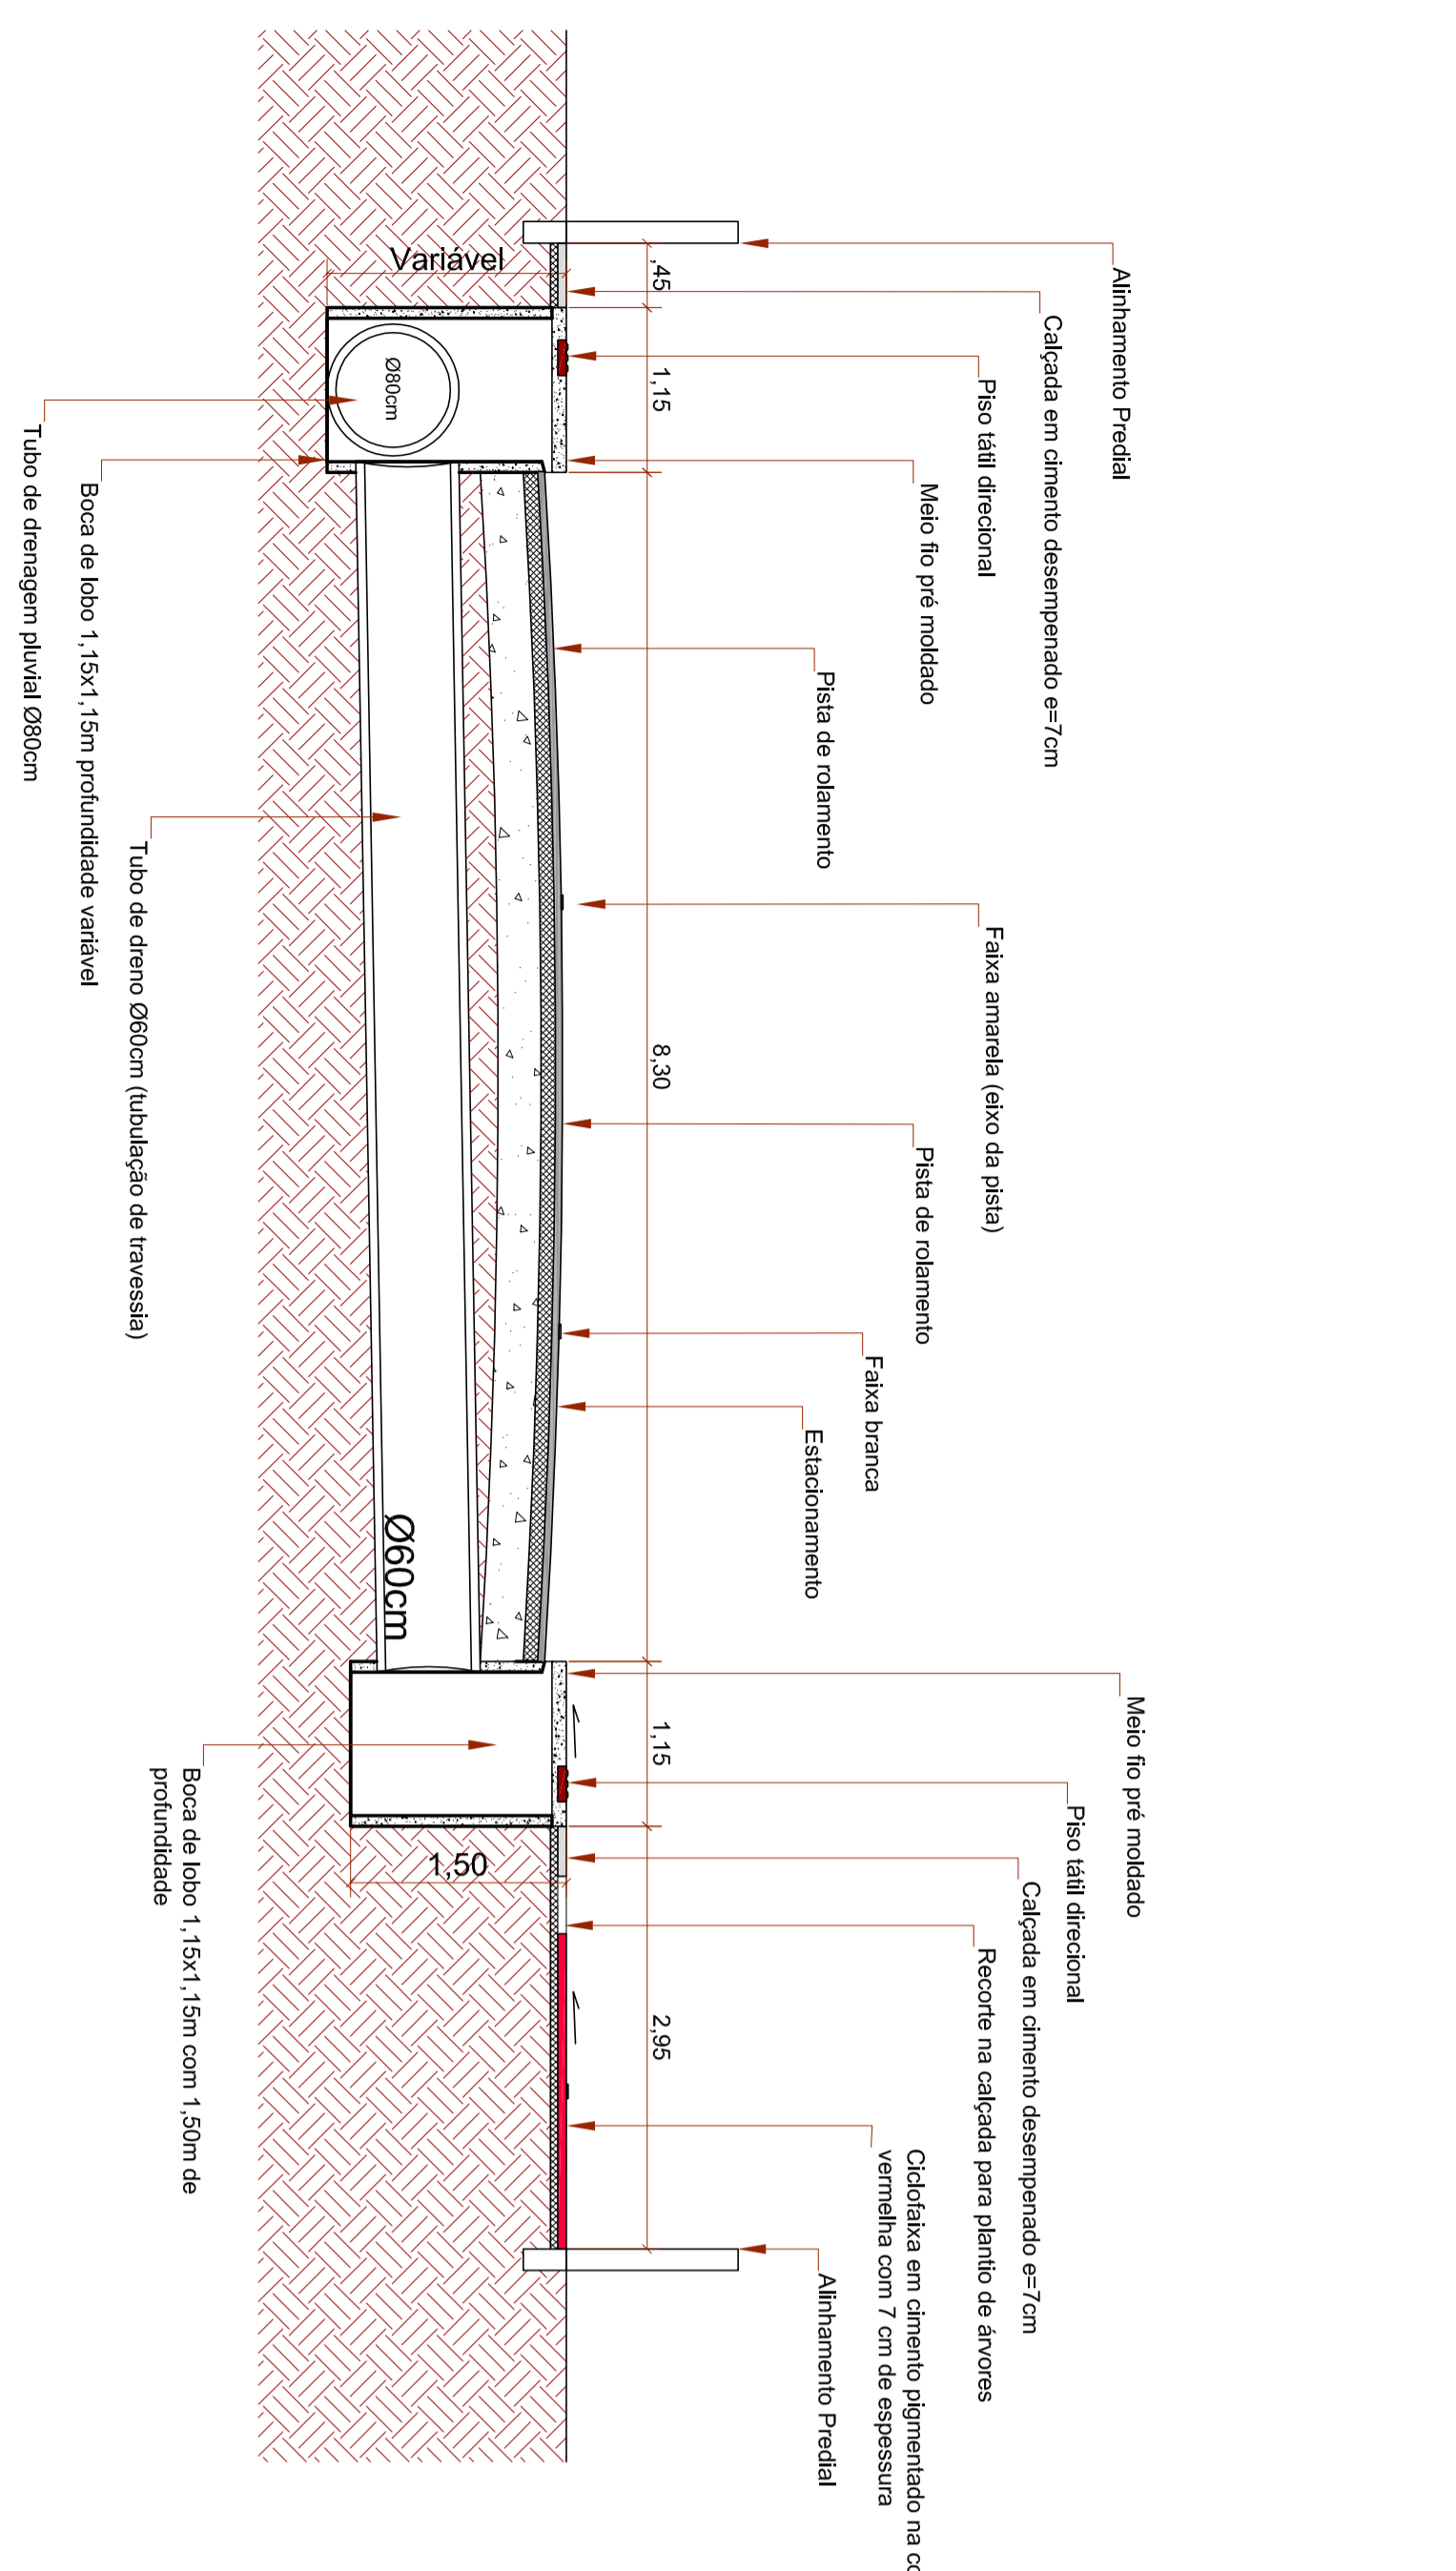 Alinhamento Predial
Calçada em cimento desempenado e=7cm
Piso tátil direcional
Meio fio pré moldado
Pista de rolamento
Faixa amarela (eixo da pista)
Pista de rolamento
Faixa branca
Estacionamento
Meio fio pré moldado
Piso tátil direcional
Calçada em cimento desempenado e=7cm
Recorte na calçada para plantio de árvores
Ciclofaixa em cimento pigmentado na
vermelha com 7 cm de espessura
Alinhamento Predial
,45
1,15
8,30
1,15
2,95
Variável
Ø80cm
Ø60cm
1,50
Tubo de drenagem pluvial Ø80cm
Boca de lobo 1,15x1,15m profundidade variável
Tubo de dreno Ø60cm (tubulação de travessia)
Boca de lobo 1,15x1,15m com 1,50m de
profundidade